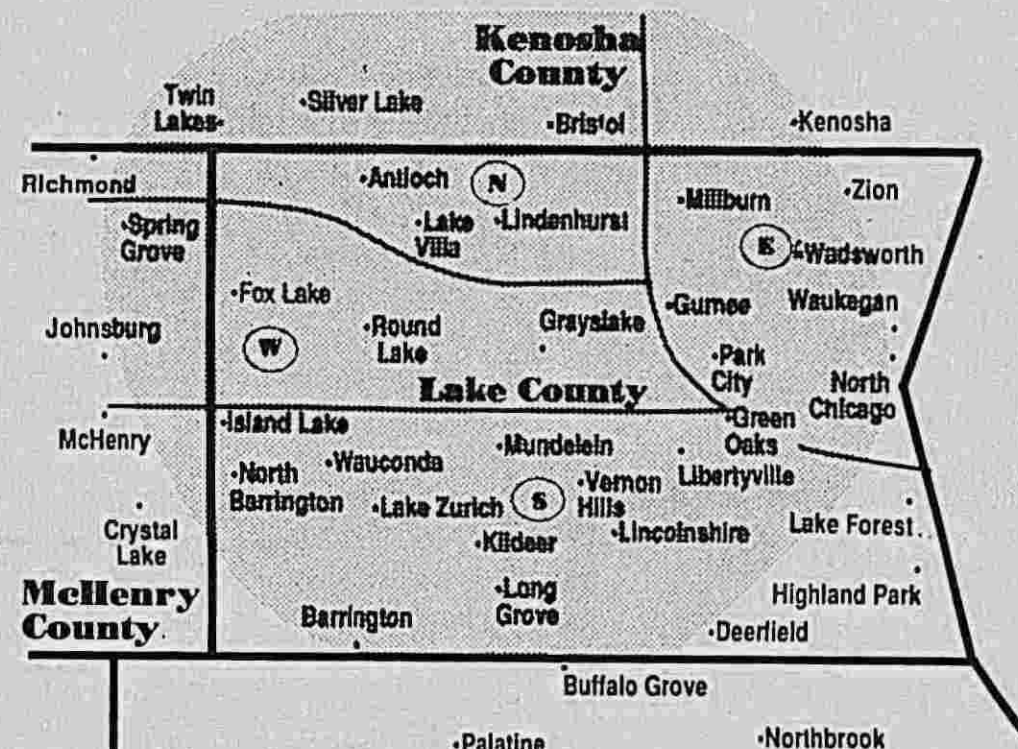 Kenosha
County
Twin
Lakes
Silver Lake
Bristol
Kenosha
Richmond
Antioch
N
Millburn
Zion
Spring
Grove
Lake
Villa
Lindenhurst
E
Wadsworth
Fox Lake
Gurnee
Waukegan
Johnsburg
W
Round
Lake
Grayslake
Park
City
North
Chicago
Lake County
McHenry
Island Lake
Mundelein
Green
Oaks
North
Barrington
Wauconda
Lake Zurich
S
Vernon
Hills
Libertyville
Crystal
Lake
Kildeer
Lincolnshire
Lake Forest
McHenry
County
Barrington
Long
Grove
Highland Park
Deerfield
Buffalo Grove
Palatine
Northbrook